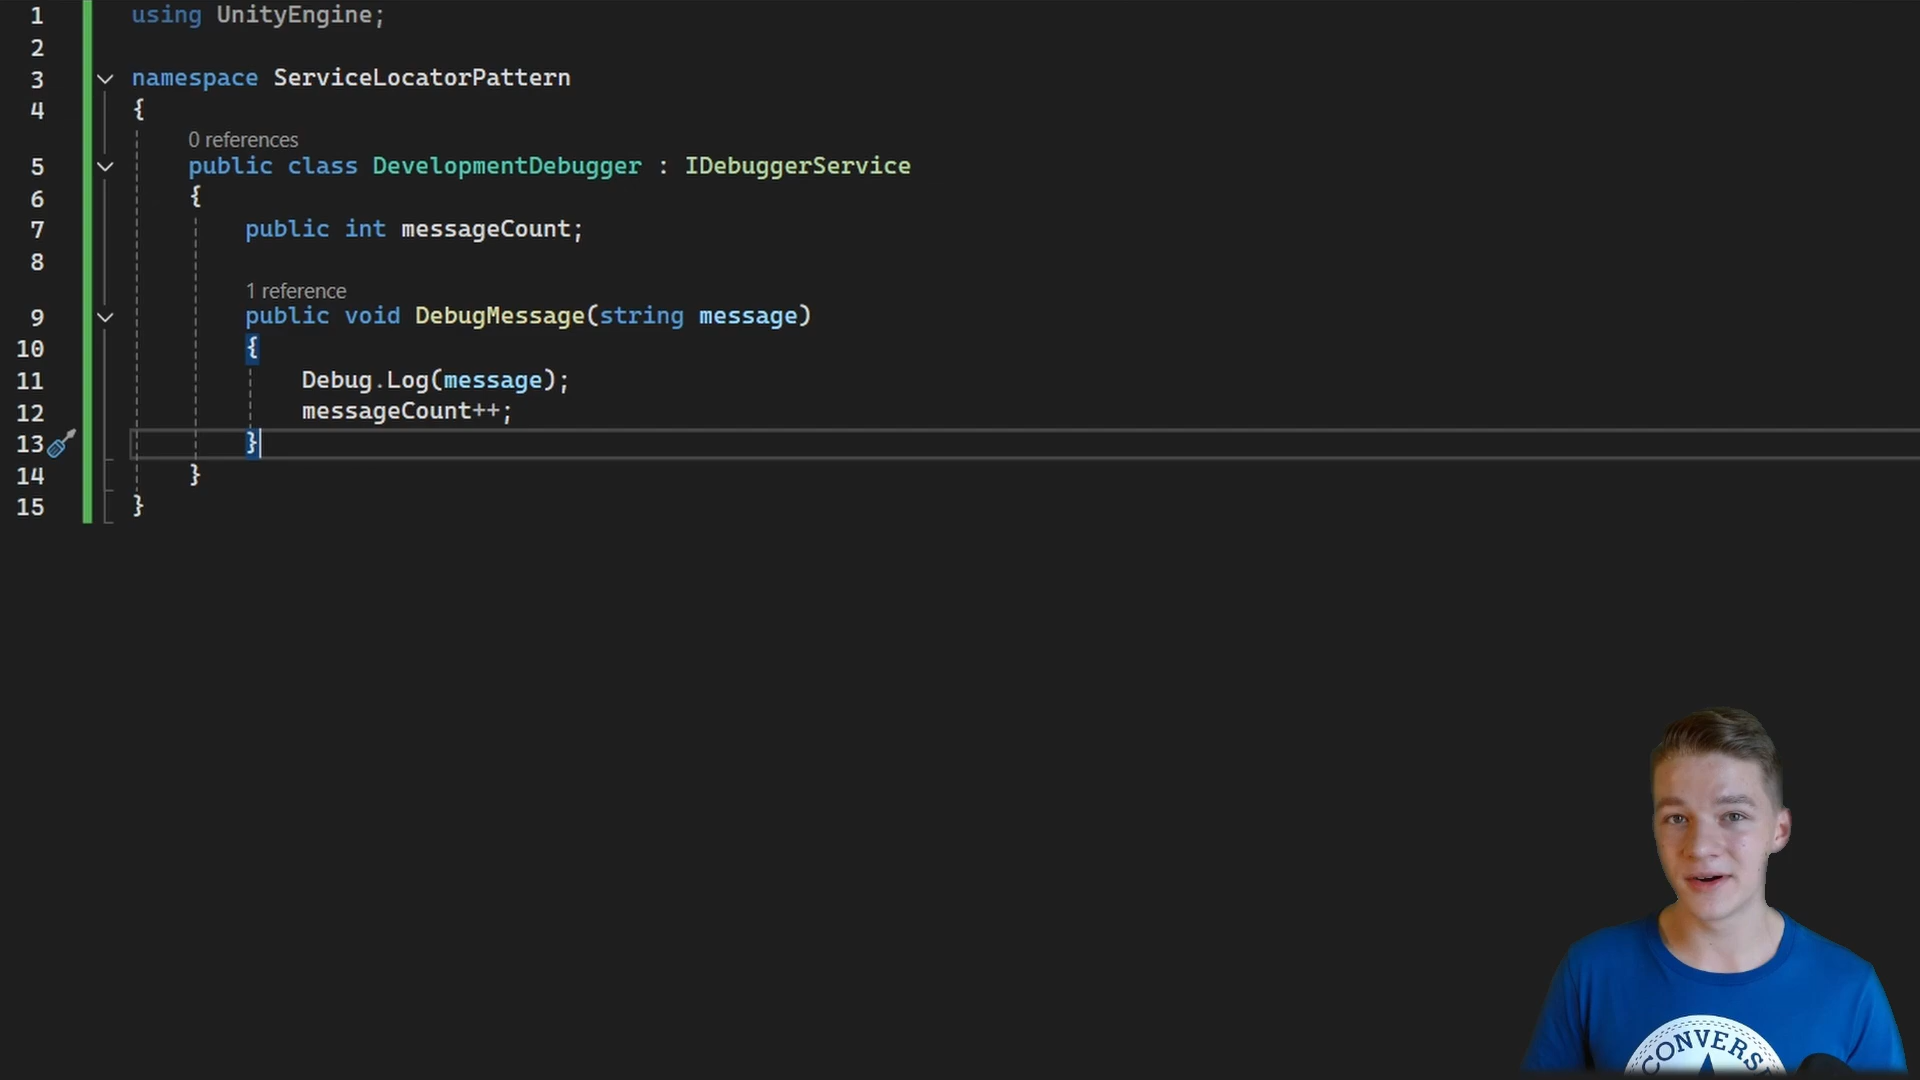 1 using UnityEngine;
2
3 namespace ServiceLocatorPattern
4 {
0 references
5 public class DevelopmentDebugger : IDebuggerService
6 {
7 public int messageCount;
8
1 reference
9 public void DebugMessage(string message)
10 {
11 Debug.Log(message);
12 messageCount++;
13 }
14 }
15 }
CONVERS